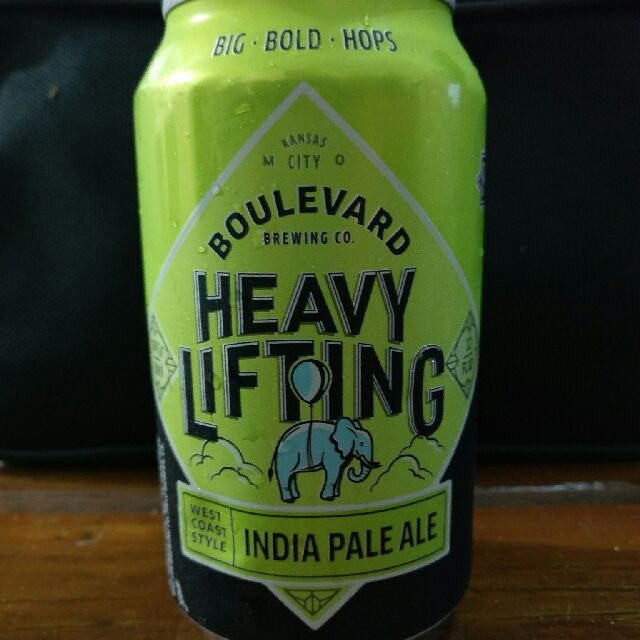 BIG · BOLD · HOPS
KANSAS
M CITY O
BOULEVARD
BREWING CO.
HEAVY
LIFTING
WEST
COAST
STYLE
INDIA PALE ALE